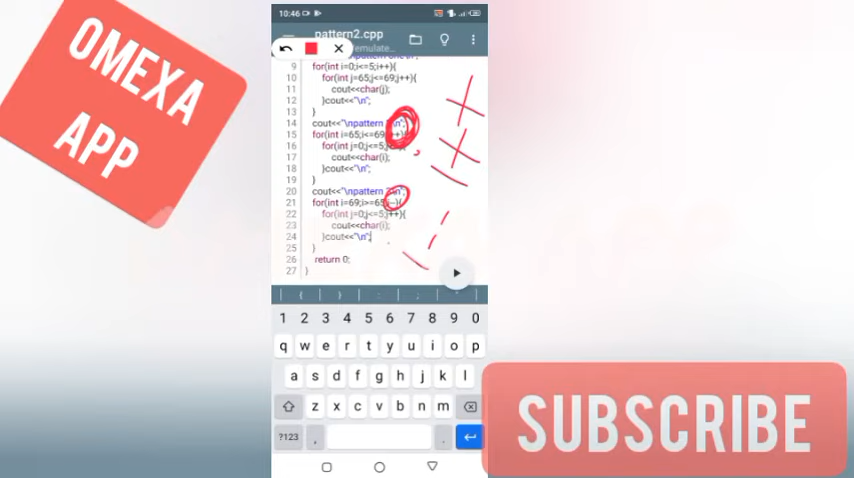 10:46
pattern2.cpp
/emulate...
9 for(int i=0;i<=5;i++){
10 for(int j=65;j<=69;j++){
11 cout<<char(j);
12 }cout<<"\n";
13 }
14 cout<<"\npattern \n";
15 for(int i=65;i<=69;i++){
16 for(int j=0;j<=5;j++){
17 cout<<char(i);
18 }cout<<"\n";
19 }
20 cout<<"\npattern \n";
21 for(int i=69;i>=65;i--){
22 for(int j=0;j<=5;j++){
23 cout<<char(i);
24 }cout<<"\n";
25 }
26 return 0;
27 }
{ } ;
1 2 3 4 5 6 7 8 9 0
q w e r t y u i o p
a s d f g h j k l
z x c v b n m
?123 , .
OMEXA
APP
SUBSCRIBE